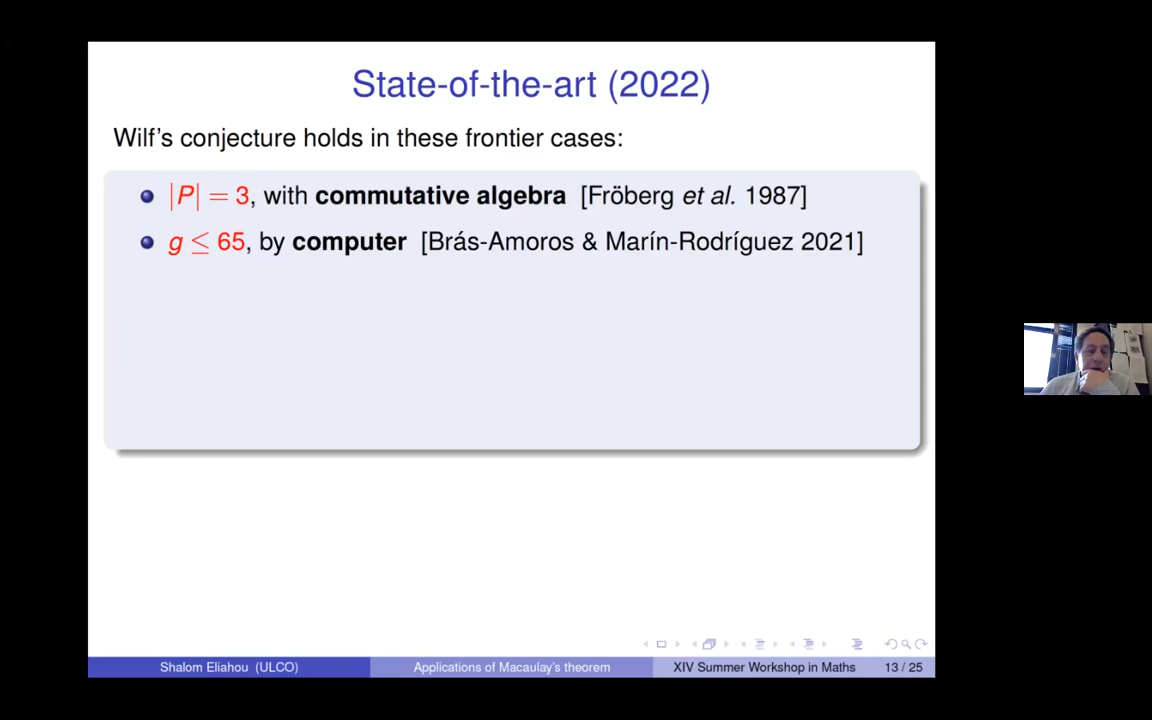 State-of-the-art (2022)
Wilf's conjecture holds in these frontier cases:
|P| = 3, with commutative algebra [Fröberg et al. 1987]
g ≤ 65, by computer [Brás-Amoros & Marín-Rodríguez 2021]
Shalom Eliahou (ULCO) Applications of Macaulay's theorem XIV Summer Workshop in Maths 13 / 25